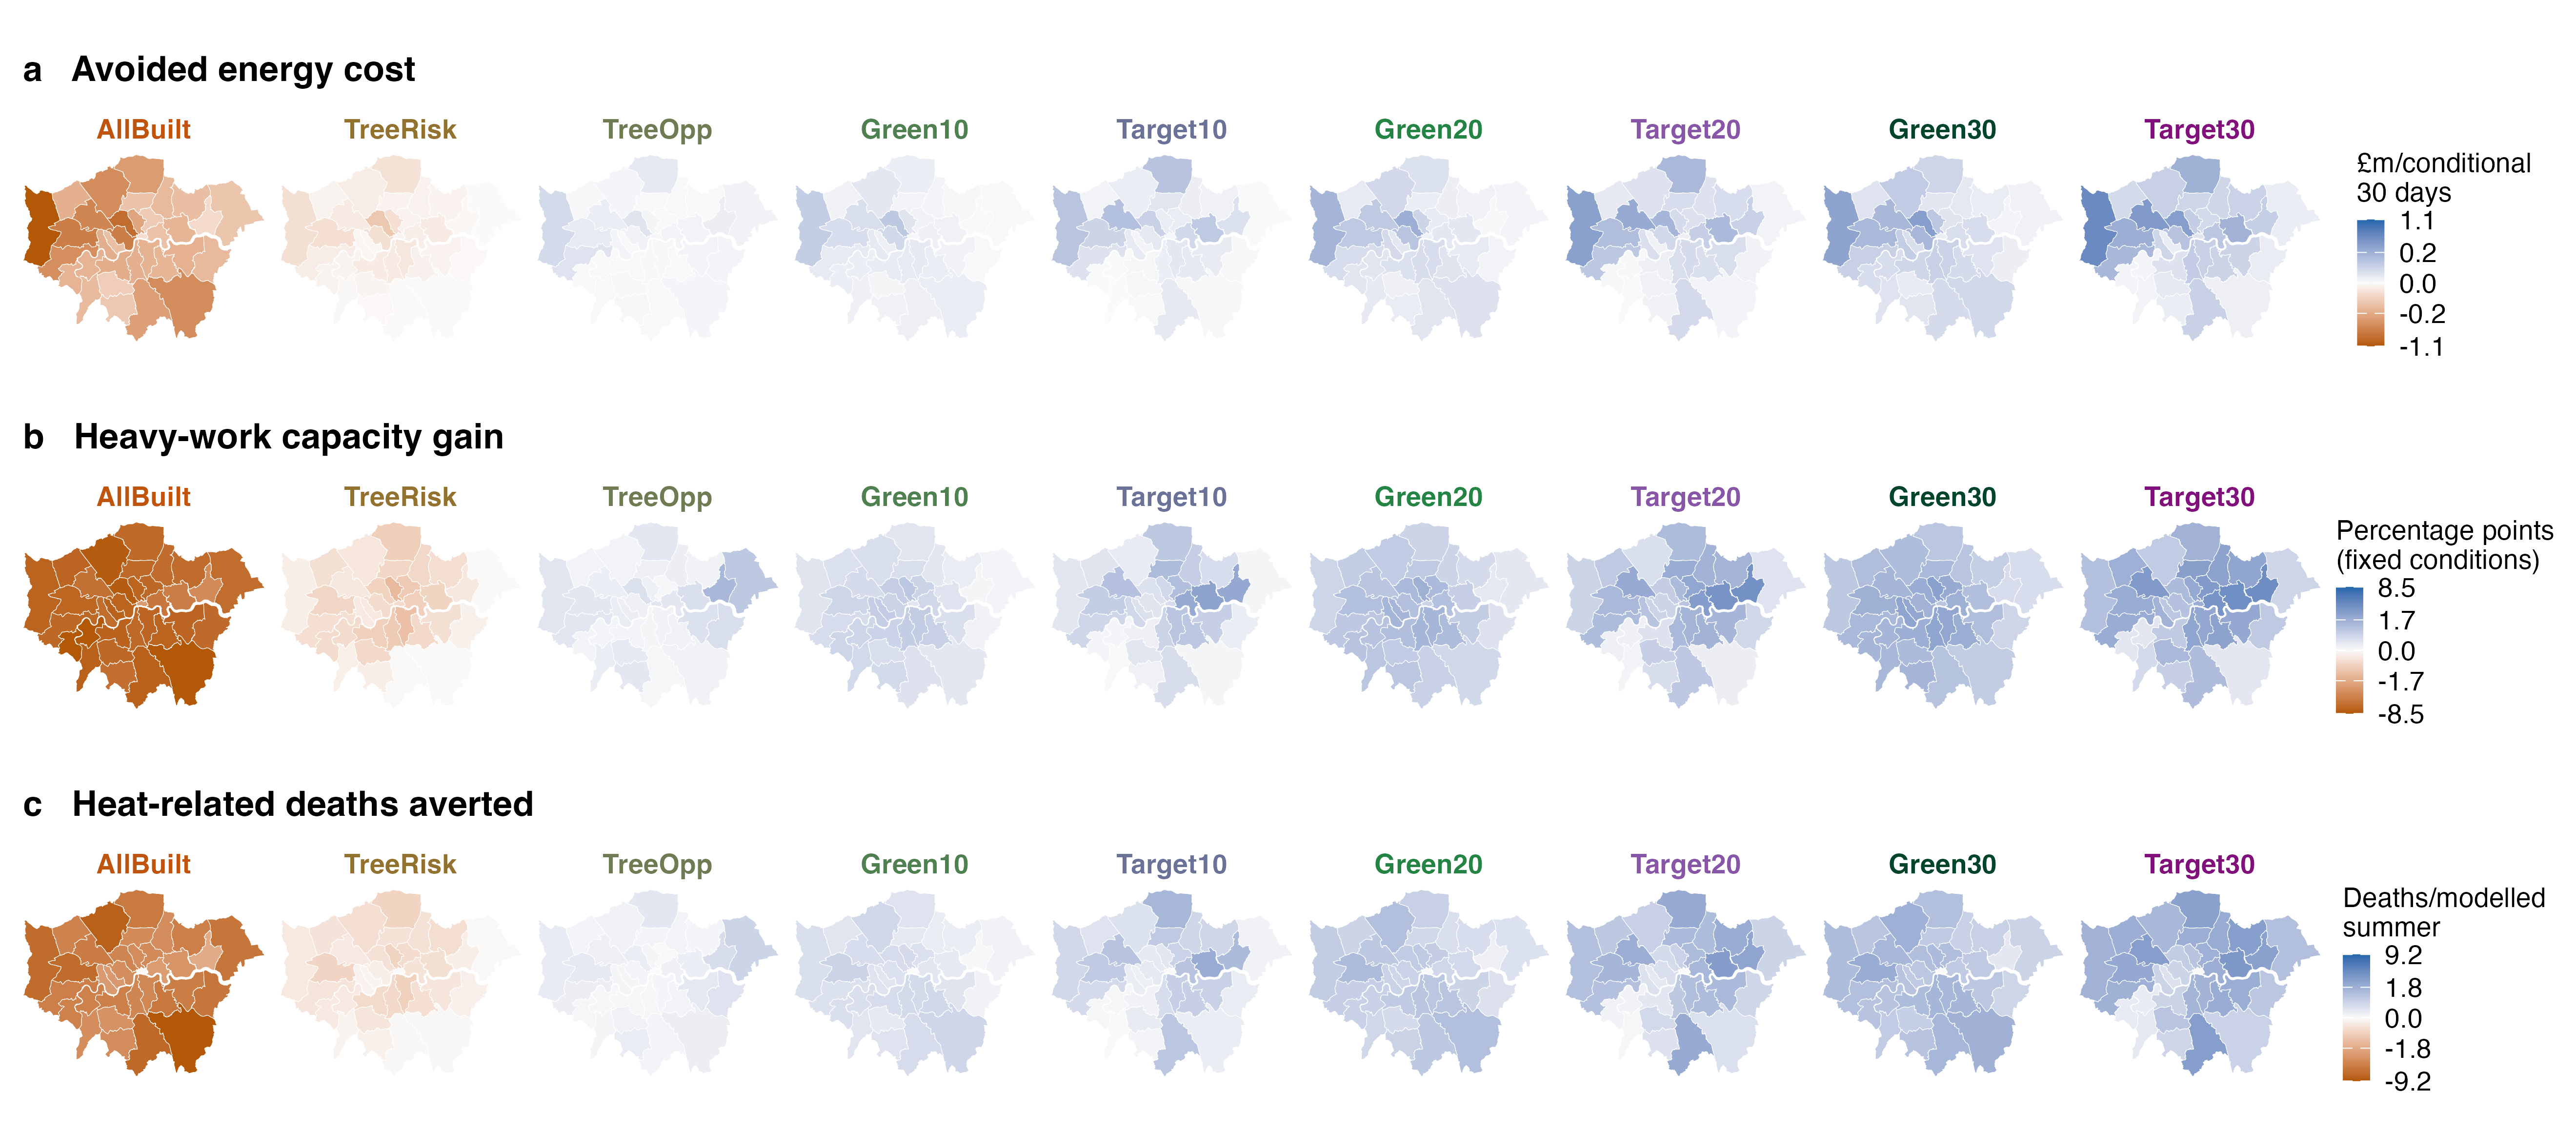 a Avoided energy cost
AllBuilt TreeRisk TreeOpp Green10 Target10 Green20 Target20 Green30 Target30
£m/conditional
30 days
1.1
0.2
0.0
-0.2
-1.1
b Heavy-work capacity gain
AllBuilt TreeRisk TreeOpp Green10 Target10 Green20 Target20 Green30 Target30
Percentage points
(fixed conditions)
8.5
1.7
0.0
-1.7
-8.5
c Heat-related deaths averted
AllBuilt TreeRisk TreeOpp Green10 Target10 Green20 Target20 Green30 Target30
Deaths/modelled
summer
9.2
1.8
0.0
-1.8
-9.2